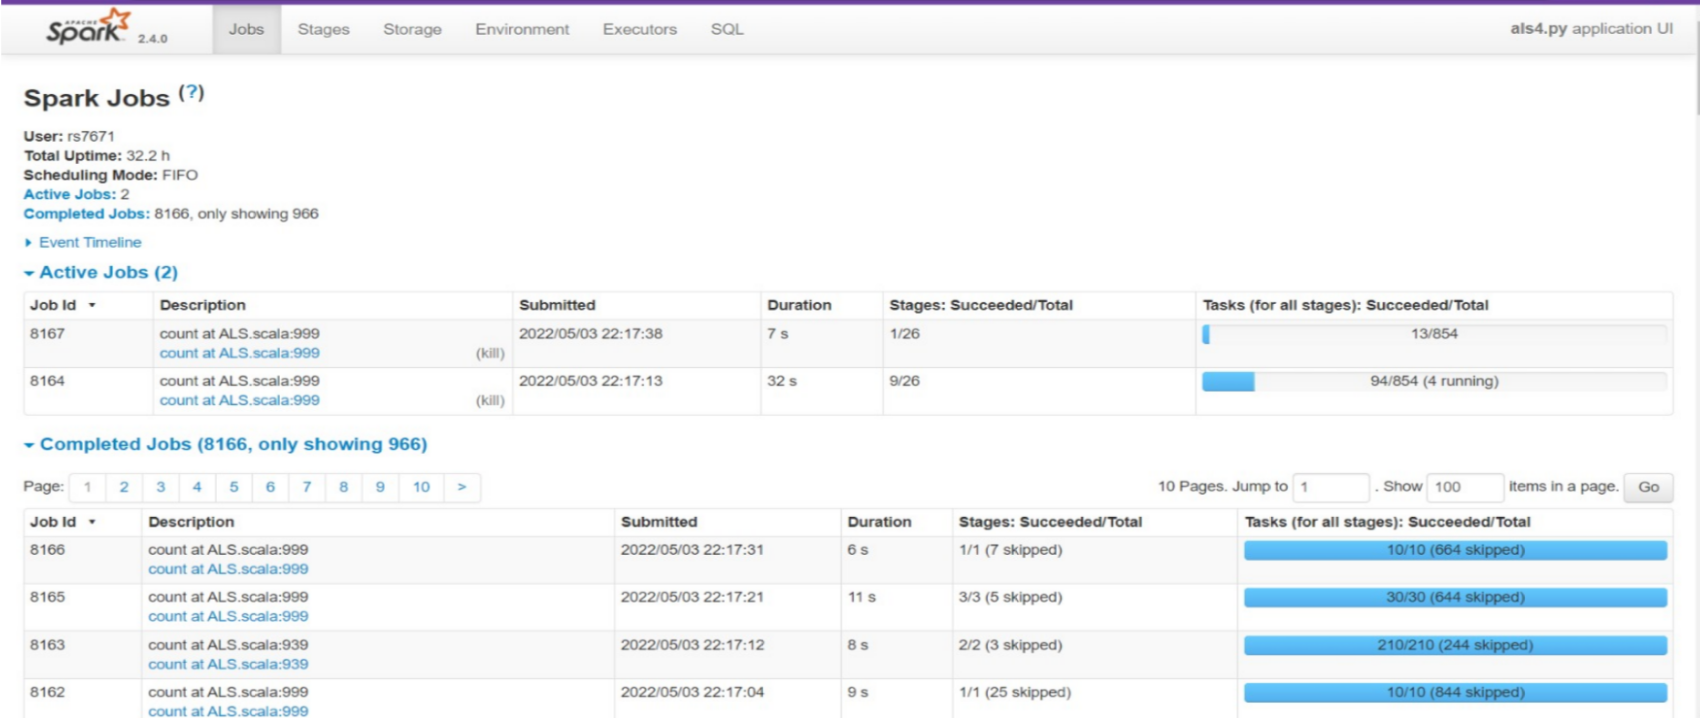 APACHE
Spark 2.4.0 Jobs Stages Storage Environment Executors SQL als4.py application UI
Spark Jobs (?)
User: rs7671
Total Uptime: 32.2 h
Scheduling Mode: FIFO
Active Jobs: 2
Completed Jobs: 8166, only showing 966
Event Timeline
Active Jobs (2)
Job Id Description Submitted Duration Stages: Succeeded/Total Tasks (for all stages): Succeeded/Total
8167 count at ALS.scala:999 2022/05/03 22:17:38 7 s 1/26 13/854
count at ALS.scala:999 (kill)
8164 count at ALS.scala:999 2022/05/03 22:17:13 32 s 9/26 94/854 (4 running)
count at ALS.scala:999 (kill)
Completed Jobs (8166, only showing 966)
Page: 1 2 3 4 5 6 7 8 9 10 > 10 Pages. Jump to 1 . Show 100 items in a page. Go
Job Id Description Submitted Duration Stages: Succeeded/Total Tasks (for all stages): Succeeded/Total
8166 count at ALS.scala:999 2022/05/03 22:17:31 6 s 1/1 (7 skipped) 10/10 (664 skipped)
count at ALS.scala:999
8165 count at ALS.scala:999 2022/05/03 22:17:21 11 s 3/3 (5 skipped) 30/30 (644 skipped)
count at ALS.scala:999
8163 count at ALS.scala:939 2022/05/03 22:17:12 8 s 2/2 (3 skipped) 210/210 (244 skipped)
count at ALS.scala:939
8162 count at ALS.scala:999 2022/05/03 22:17:04 9 s 1/1 (25 skipped) 10/10 (844 skipped)
count at ALS.scala:999